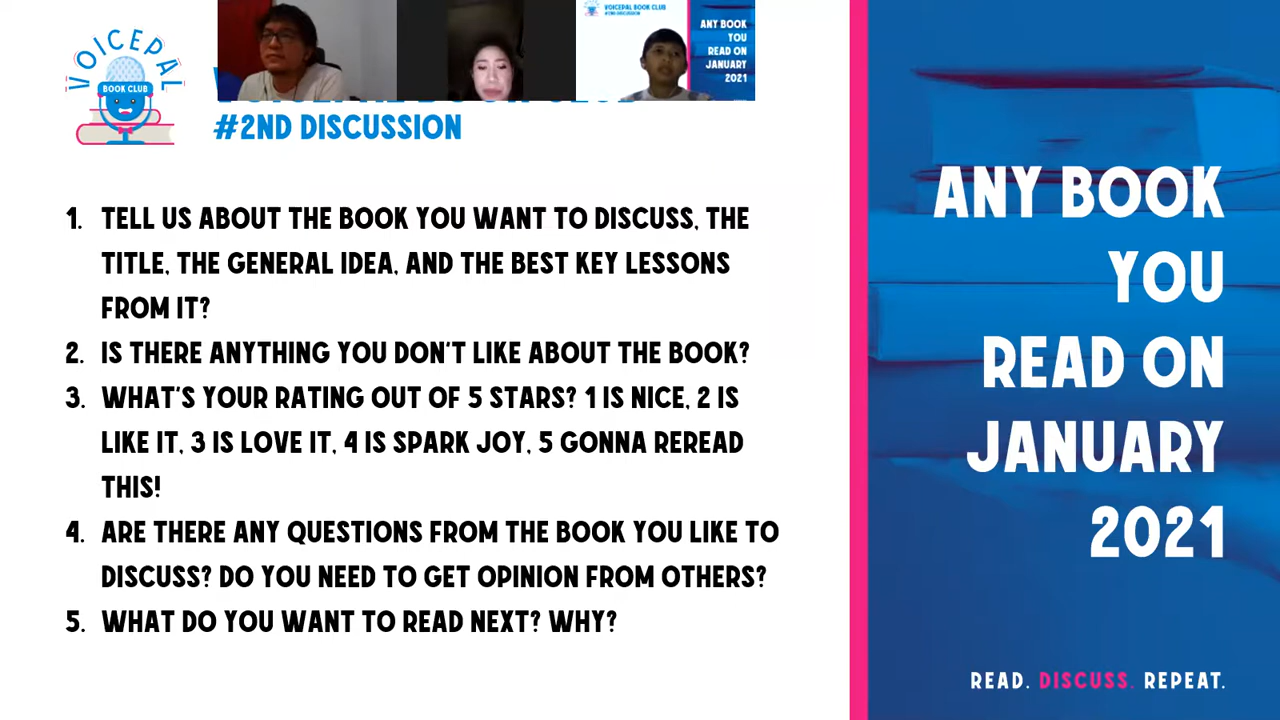 VOICEPAL
BOOK CLUB
VOICEPAL BOOK CLUB
#2ND DISCUSSION
ANY BOOK
YOU
READ ON
JANUARY
2021
VOICEPAL BOOK CLUB
#2ND DISCUSSION
1. TELL US ABOUT THE BOOK YOU WANT TO DISCUSS, THE
TITLE, THE GENERAL IDEA, AND THE BEST KEY LESSONS
FROM IT?
2. IS THERE ANYTHING YOU DON'T LIKE ABOUT THE BOOK?
3. WHAT'S YOUR RATING OUT OF 5 STARS? 1 IS NICE, 2 IS
LIKE IT, 3 IS LOVE IT, 4 IS SPARK JOY, 5 GONNA REREAD
THIS!
4. ARE THERE ANY QUESTIONS FROM THE BOOK YOU LIKE TO
DISCUSS? DO YOU NEED TO GET OPINION FROM OTHERS?
5. WHAT DO YOU WANT TO READ NEXT? WHY?
ANY BOOK
YOU
READ ON
JANUARY
2021
READ. DISCUSS. REPEAT.